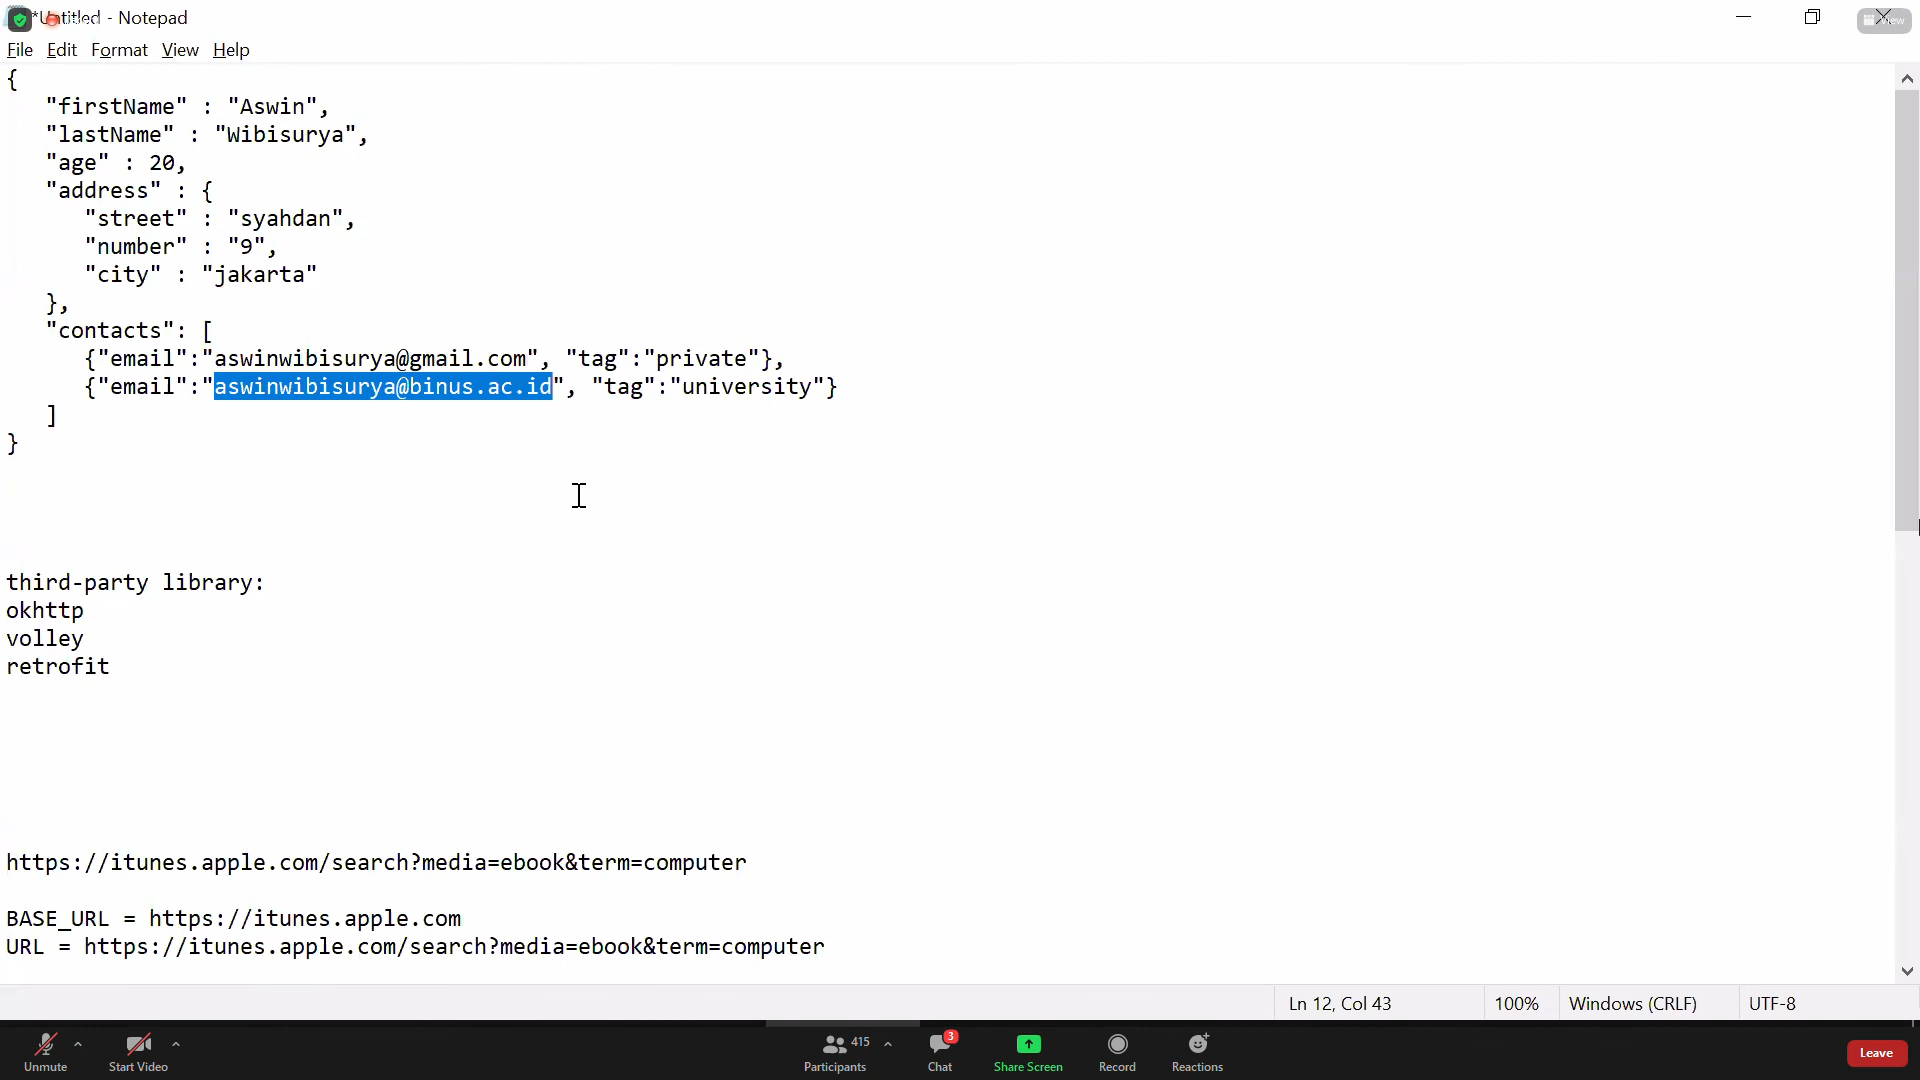 *Untitled - Notepad
View
File Edit Format View Help
{
"firstName" : "Aswin",
"lastName" : "Wibisurya",
"age" : 20,
"address" : {
"street" : "syahdan",
"number" : "9",
"city" : "jakarta"
},
"contacts": [
{"email":"aswinwibisurya@gmail.com", "tag":"private"},
{"email":"aswinwibisurya@binus.ac.id", "tag":"university"}
]
}
third-party library:
okhttp
volley
retrofit
https://itunes.apple.com/search?media=ebook&term=computer
BASE_URL = https://itunes.apple.com
URL = https://itunes.apple.com/search?media=ebook&term=computer
Ln 12, Col 43 100% Windows (CRLF) UTF-8
415 3
Unmute Start Video Participants Chat Share Screen Record Reactions Leave